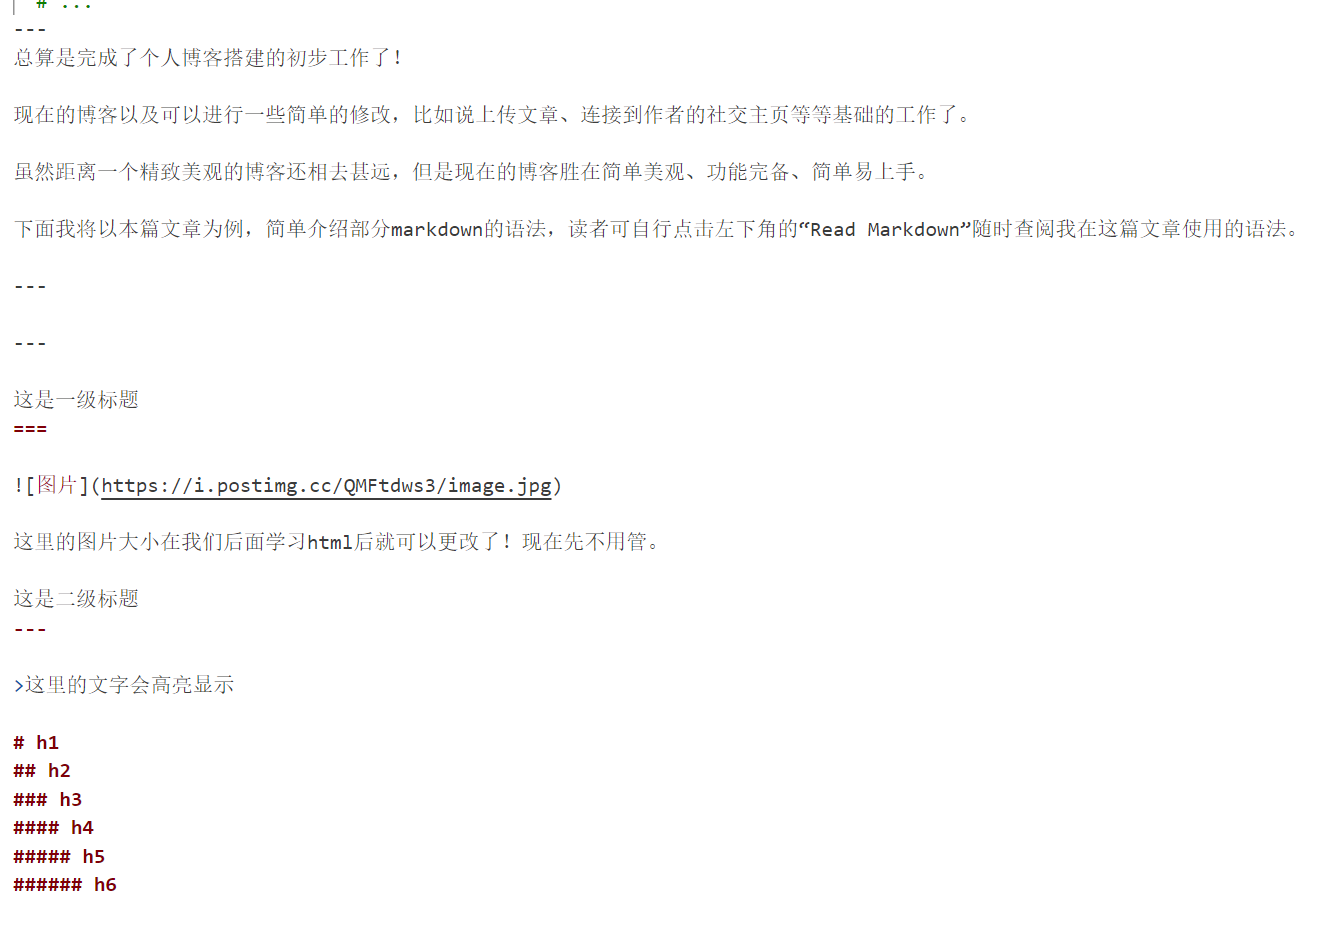 # ...
---
总算是完成了个人博客搭建的初步工作了！
现在的博客以及可以进行一些简单的修改，比如说上传文章、连接到作者的社交主页等等基础的工作了。
虽然距离一个精致美观的博客还相去甚远，但是现在的博客胜在简单美观、功能完备、简单易上手。
下面我将以本篇文章为例，简单介绍部分markdown的语法，读者可自行点击左下角的“Read Markdown”随时查阅我在这篇文章使用的语法。
---
---
这是一级标题
===
![图片](https://i.postimg.cc/QMFtdws3/image.jpg)
这里的图片大小在我们后面学习html后就可以更改了！现在先不用管。
这是二级标题
---
>这里的文字会高亮显示
# h1
## h2
### h3
#### h4
##### h5
###### h6